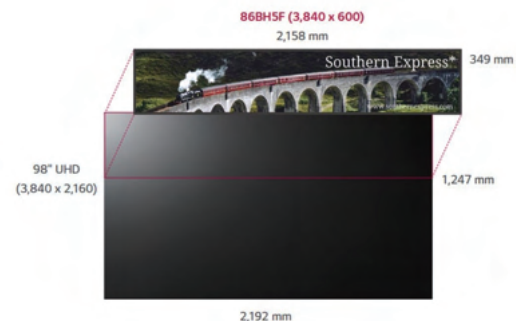 86BH5F (3,840 x 600)
2,158 mm
Southern Express
349 mm
98" UHD
(3,840 x 2,160)
1,247 mm
2,192 mm